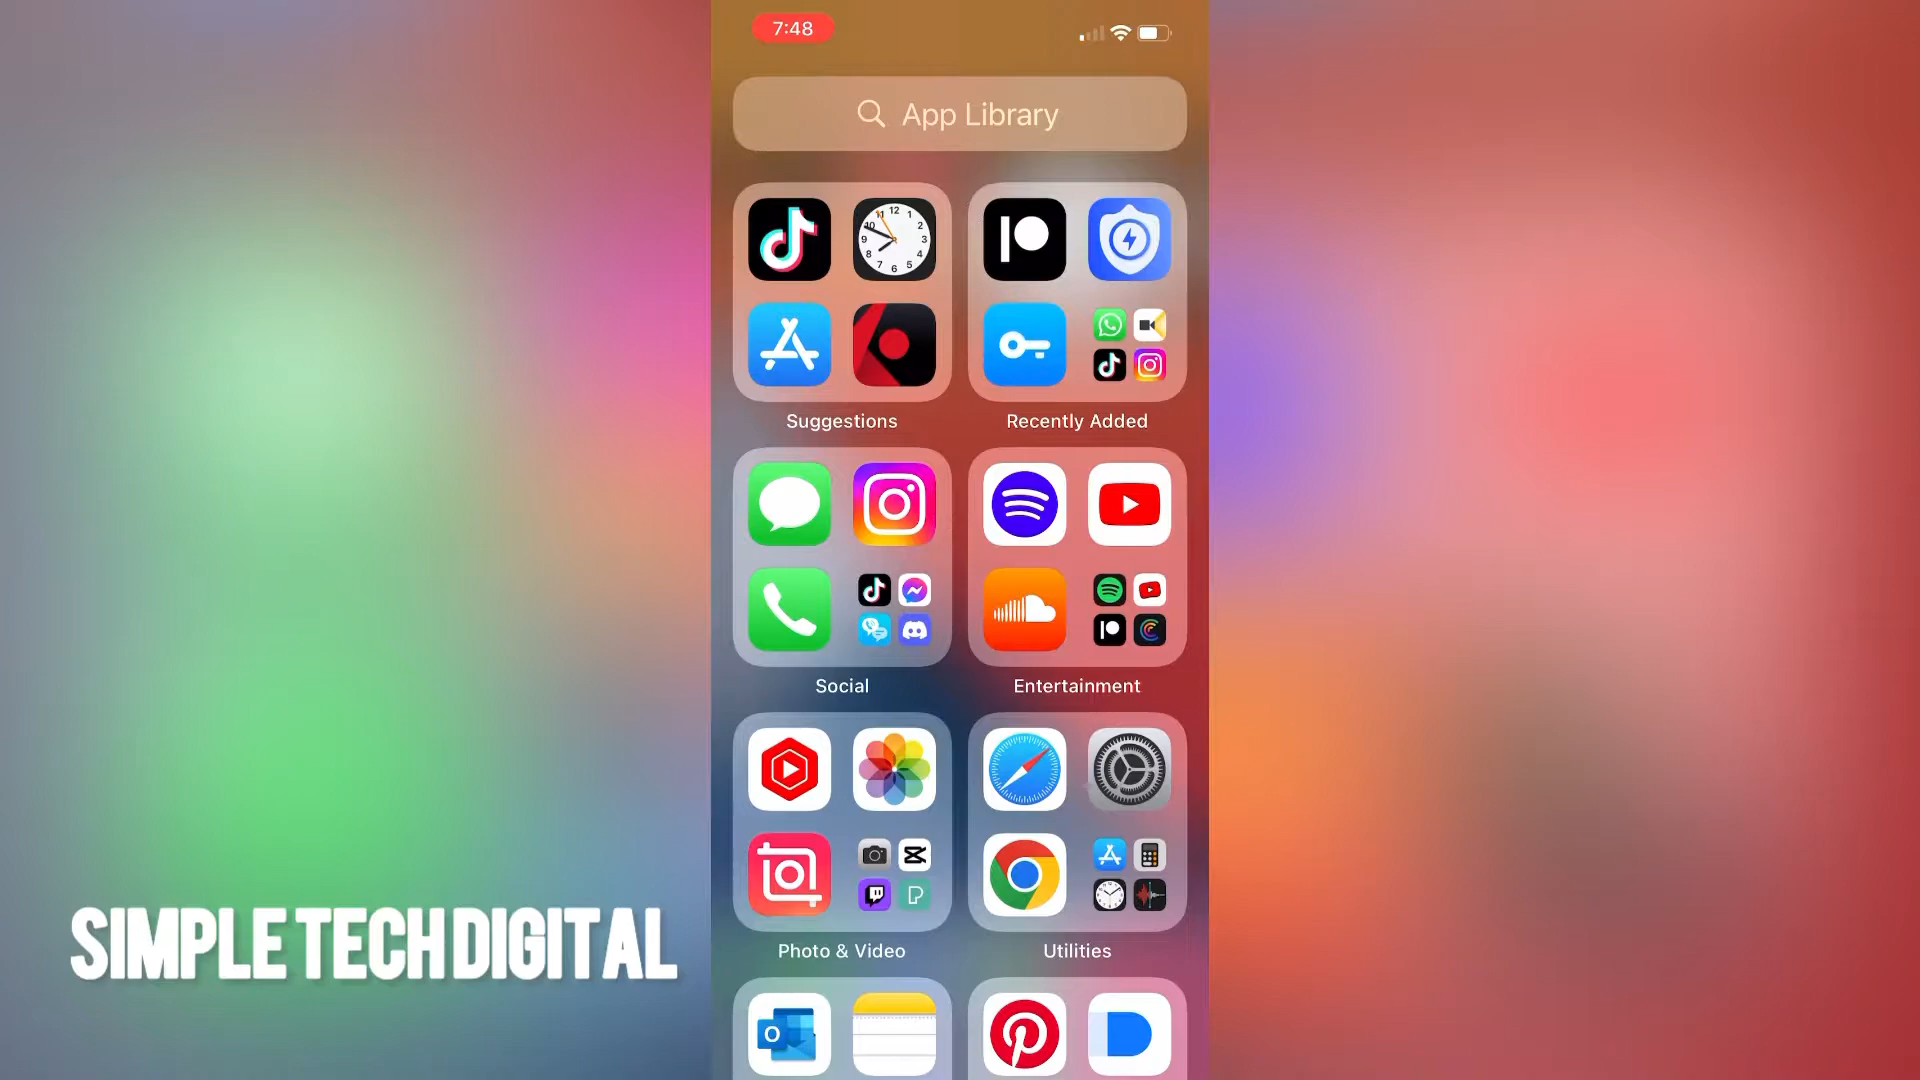 7:48
App Library
Suggestions
Recently Added
Social
Entertainment
Photo & Video
Utilities
SIMPLE TECH DIGITAL